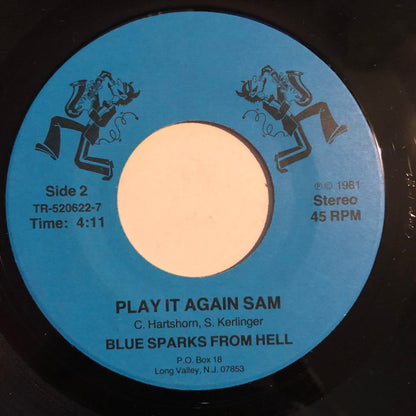 Side 2
TR-520622-7
Time: 4:11
℗ © 1981
Stereo
45 RPM
PLAY IT AGAIN SAM
C. Hartshorn, S. Kerlinger
BLUE SPARKS FROM HELL
P.O. Box 18
Long Valley, N.J. 07853